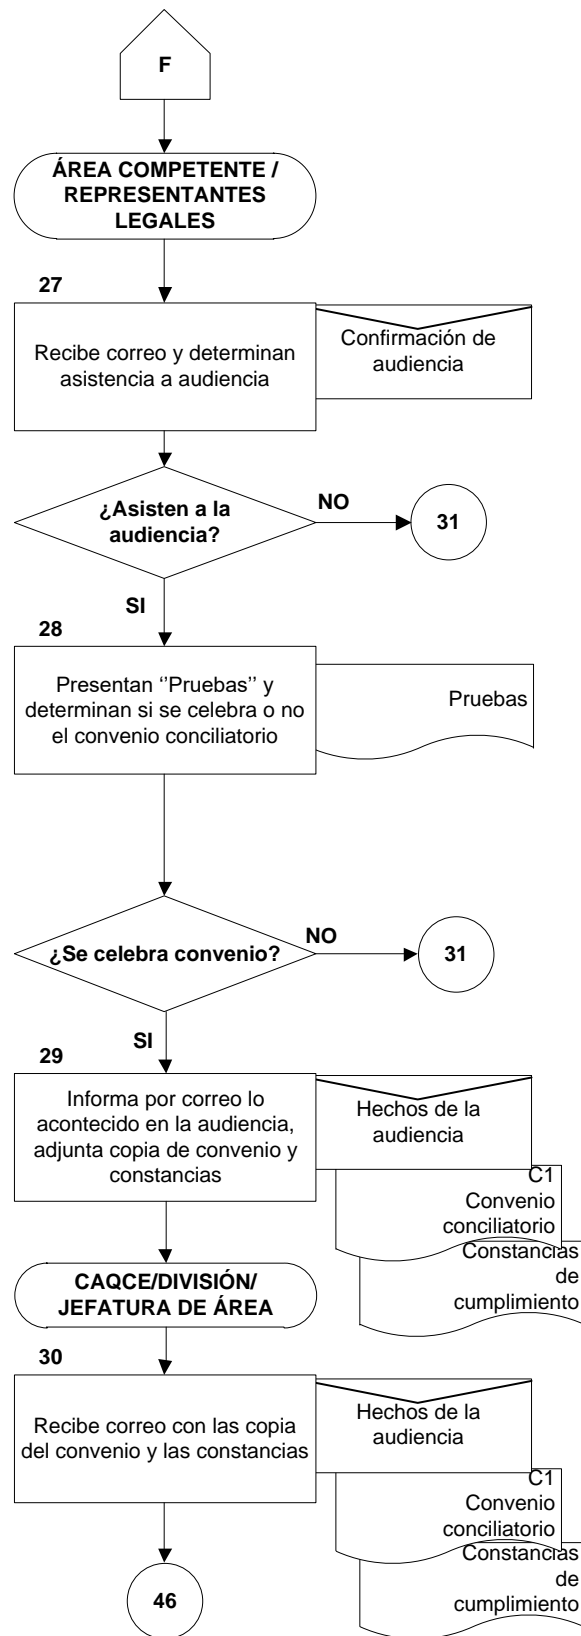 F
ÁREA COMPETENTE /
REPRESENTANTES
LEGALES
27
Recibe correo y determinan
asistencia a audiencia
Confirmación de
audiencia
¿Asisten a la
audiencia?
NO
31
SI
28
Presentan ‘’Pruebas’’ y
determinan si se celebra o no
el convenio conciliatorio
Pruebas
¿Se celebra convenio?
NO
31
SI
29
Informa por correo lo
acontecido en la audiencia,
adjunta copia de convenio y
constancias
Hechos de la
audiencia
C1
Convenio
conciliatorio
Constancias
de
cumplimiento
CAQCE/DIVISIÓN/
JEFATURA DE ÁREA
30
Recibe correo con las copia
del convenio y las constancias
Hechos de la
audiencia
C1
Convenio
conciliatorio
Constancias
de
cumplimiento
46